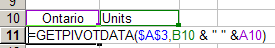 10 Ontario Units
11 =GETPIVOTDATA($A$3,B10 & " " &A10)